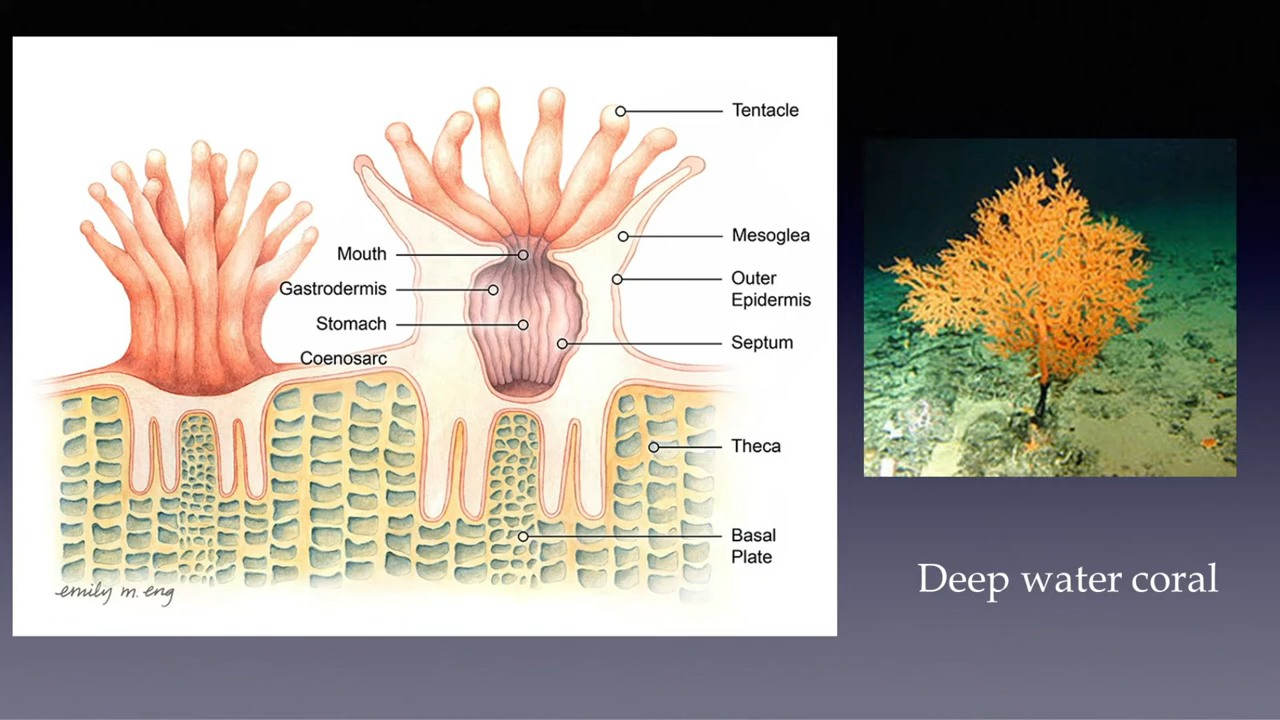 Tentacle
Mouth
Gastrodermis
Stomach
Coenosarc
Mesoglea
Outer
Epidermis
Septum
Theca
Basal
Plate
emily m. eng
Deep water coral